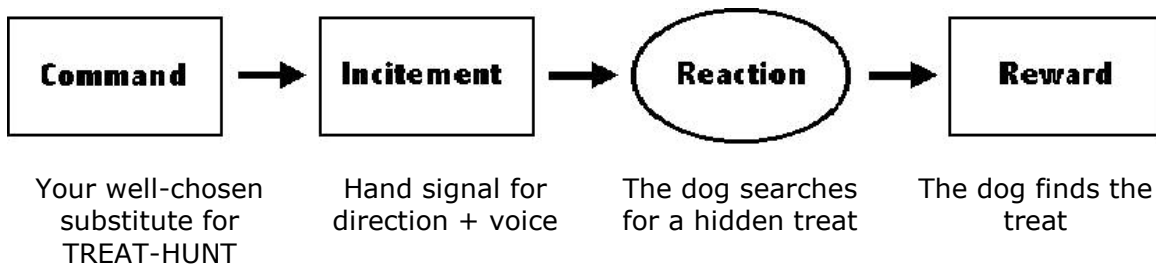 Command
Incitement
Reaction
Reward
Your well-chosen
substitute for
TREAT-HUNT
Hand signal for
direction + voice
The dog searches
for a hidden treat
The dog finds the
treat